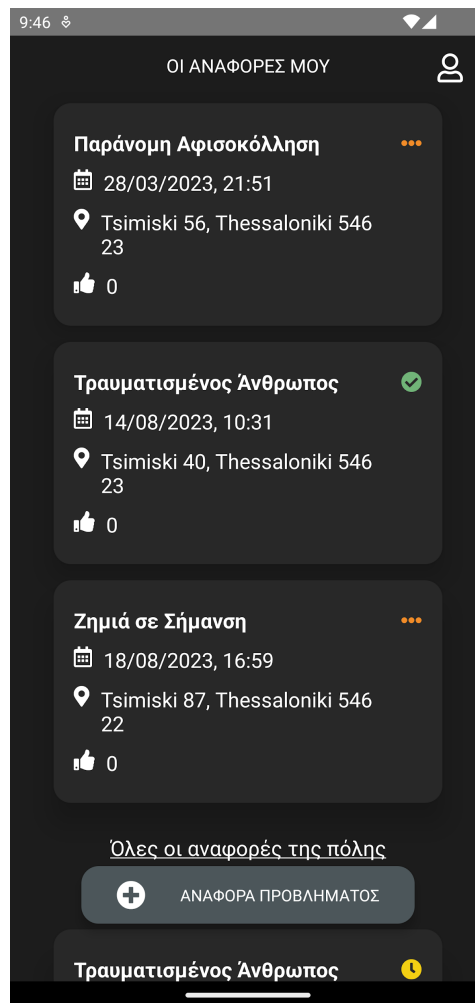 9:46
ΟΙ ΑΝΑΦΟΡΕΣ ΜΟΥ
Παράνομη Αφισοκόλληση
28/03/2023, 21:51
Tsimiski 56, Thessaloniki 546
23
0
Τραυματισμένος Άνθρωπος
14/08/2023, 10:31
Tsimiski 40, Thessaloniki 546
23
0
Ζημιά σε Σήμανση
18/08/2023, 16:59
Tsimiski 87, Thessaloniki 546
22
0
Όλες οι αναφορές της πόλης
ΑΝΑΦΟΡΑ ΠΡΟΒΛΗΜΑΤΟΣ
Τραυματισμένος Άνθρωπος